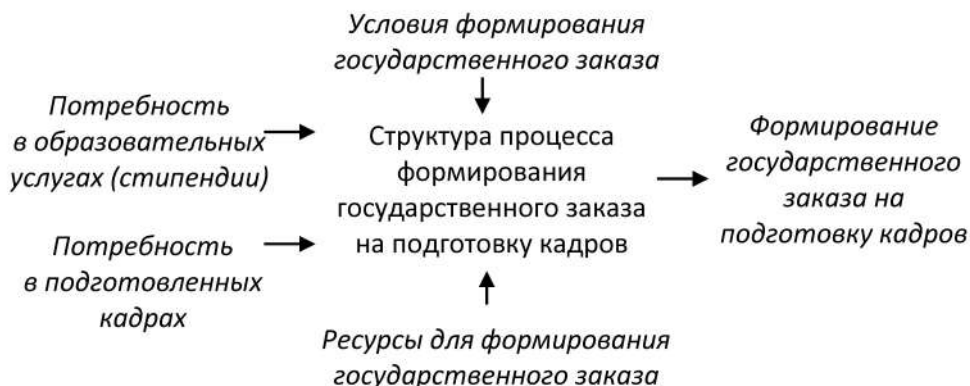 Условия формирования
государственного заказа
Потребность
в образовательных
услугах (стипендии)
Структура процесса
формирования
государственного заказа
на подготовку кадров
Формирование
государственного
заказа на
подготовку кадров
Потребность
в подготовленных
кадрах
Ресурсы для формирования
государственного заказа